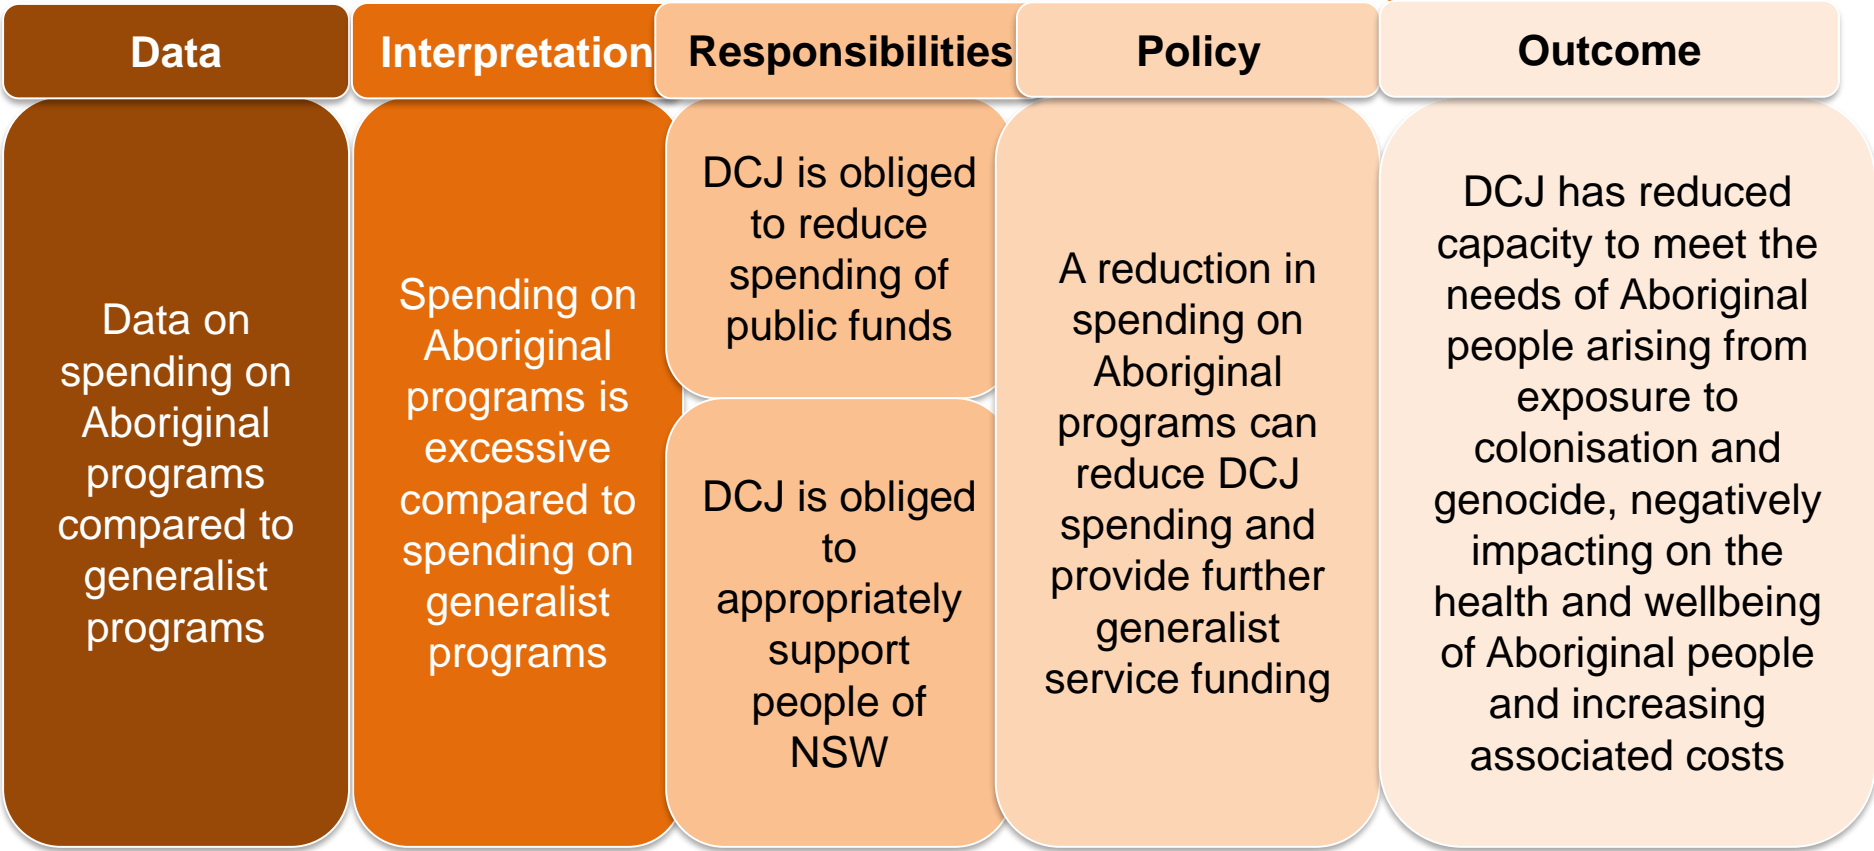 Data
Interpretation
Responsibilities
Policy
Outcome
Data on
spending on
Aboriginal
programs
compared to
generalist
programs
Spending on
Aboriginal
programs is
excessive
compared to
spending on
generalist
programs
DCJ is obliged
to reduce
spending of
public funds
DCJ is obliged
to
appropriately
support
people of
NSW
A reduction in
spending on
Aboriginal
programs can
reduce DCJ
spending and
provide further
generalist
service funding
DCJ has reduced
capacity to meet the
needs of Aboriginal
people arising from
exposure to
colonisation and
genocide, negatively
impacting on the
health and wellbeing
of Aboriginal people
and increasing
associated costs